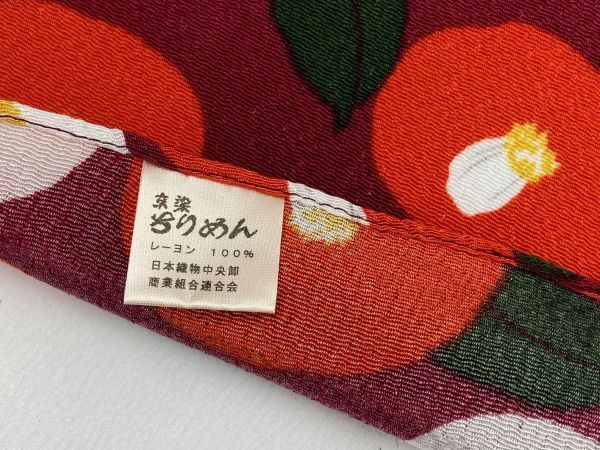 京染
ちりめん
レーヨン 100%
日本織物中央卸
商業組合連合会